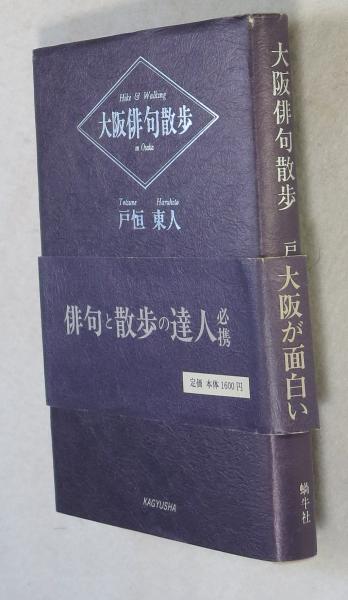 Hike & Walking
大阪俳句散歩
in Osaka
Totsune Haruhito
戸恒 東人
俳句と散歩の達人必携
定価 本体1600円
KAGYUSHA
大阪俳句散歩 戸
大阪が面白い
蝸牛社